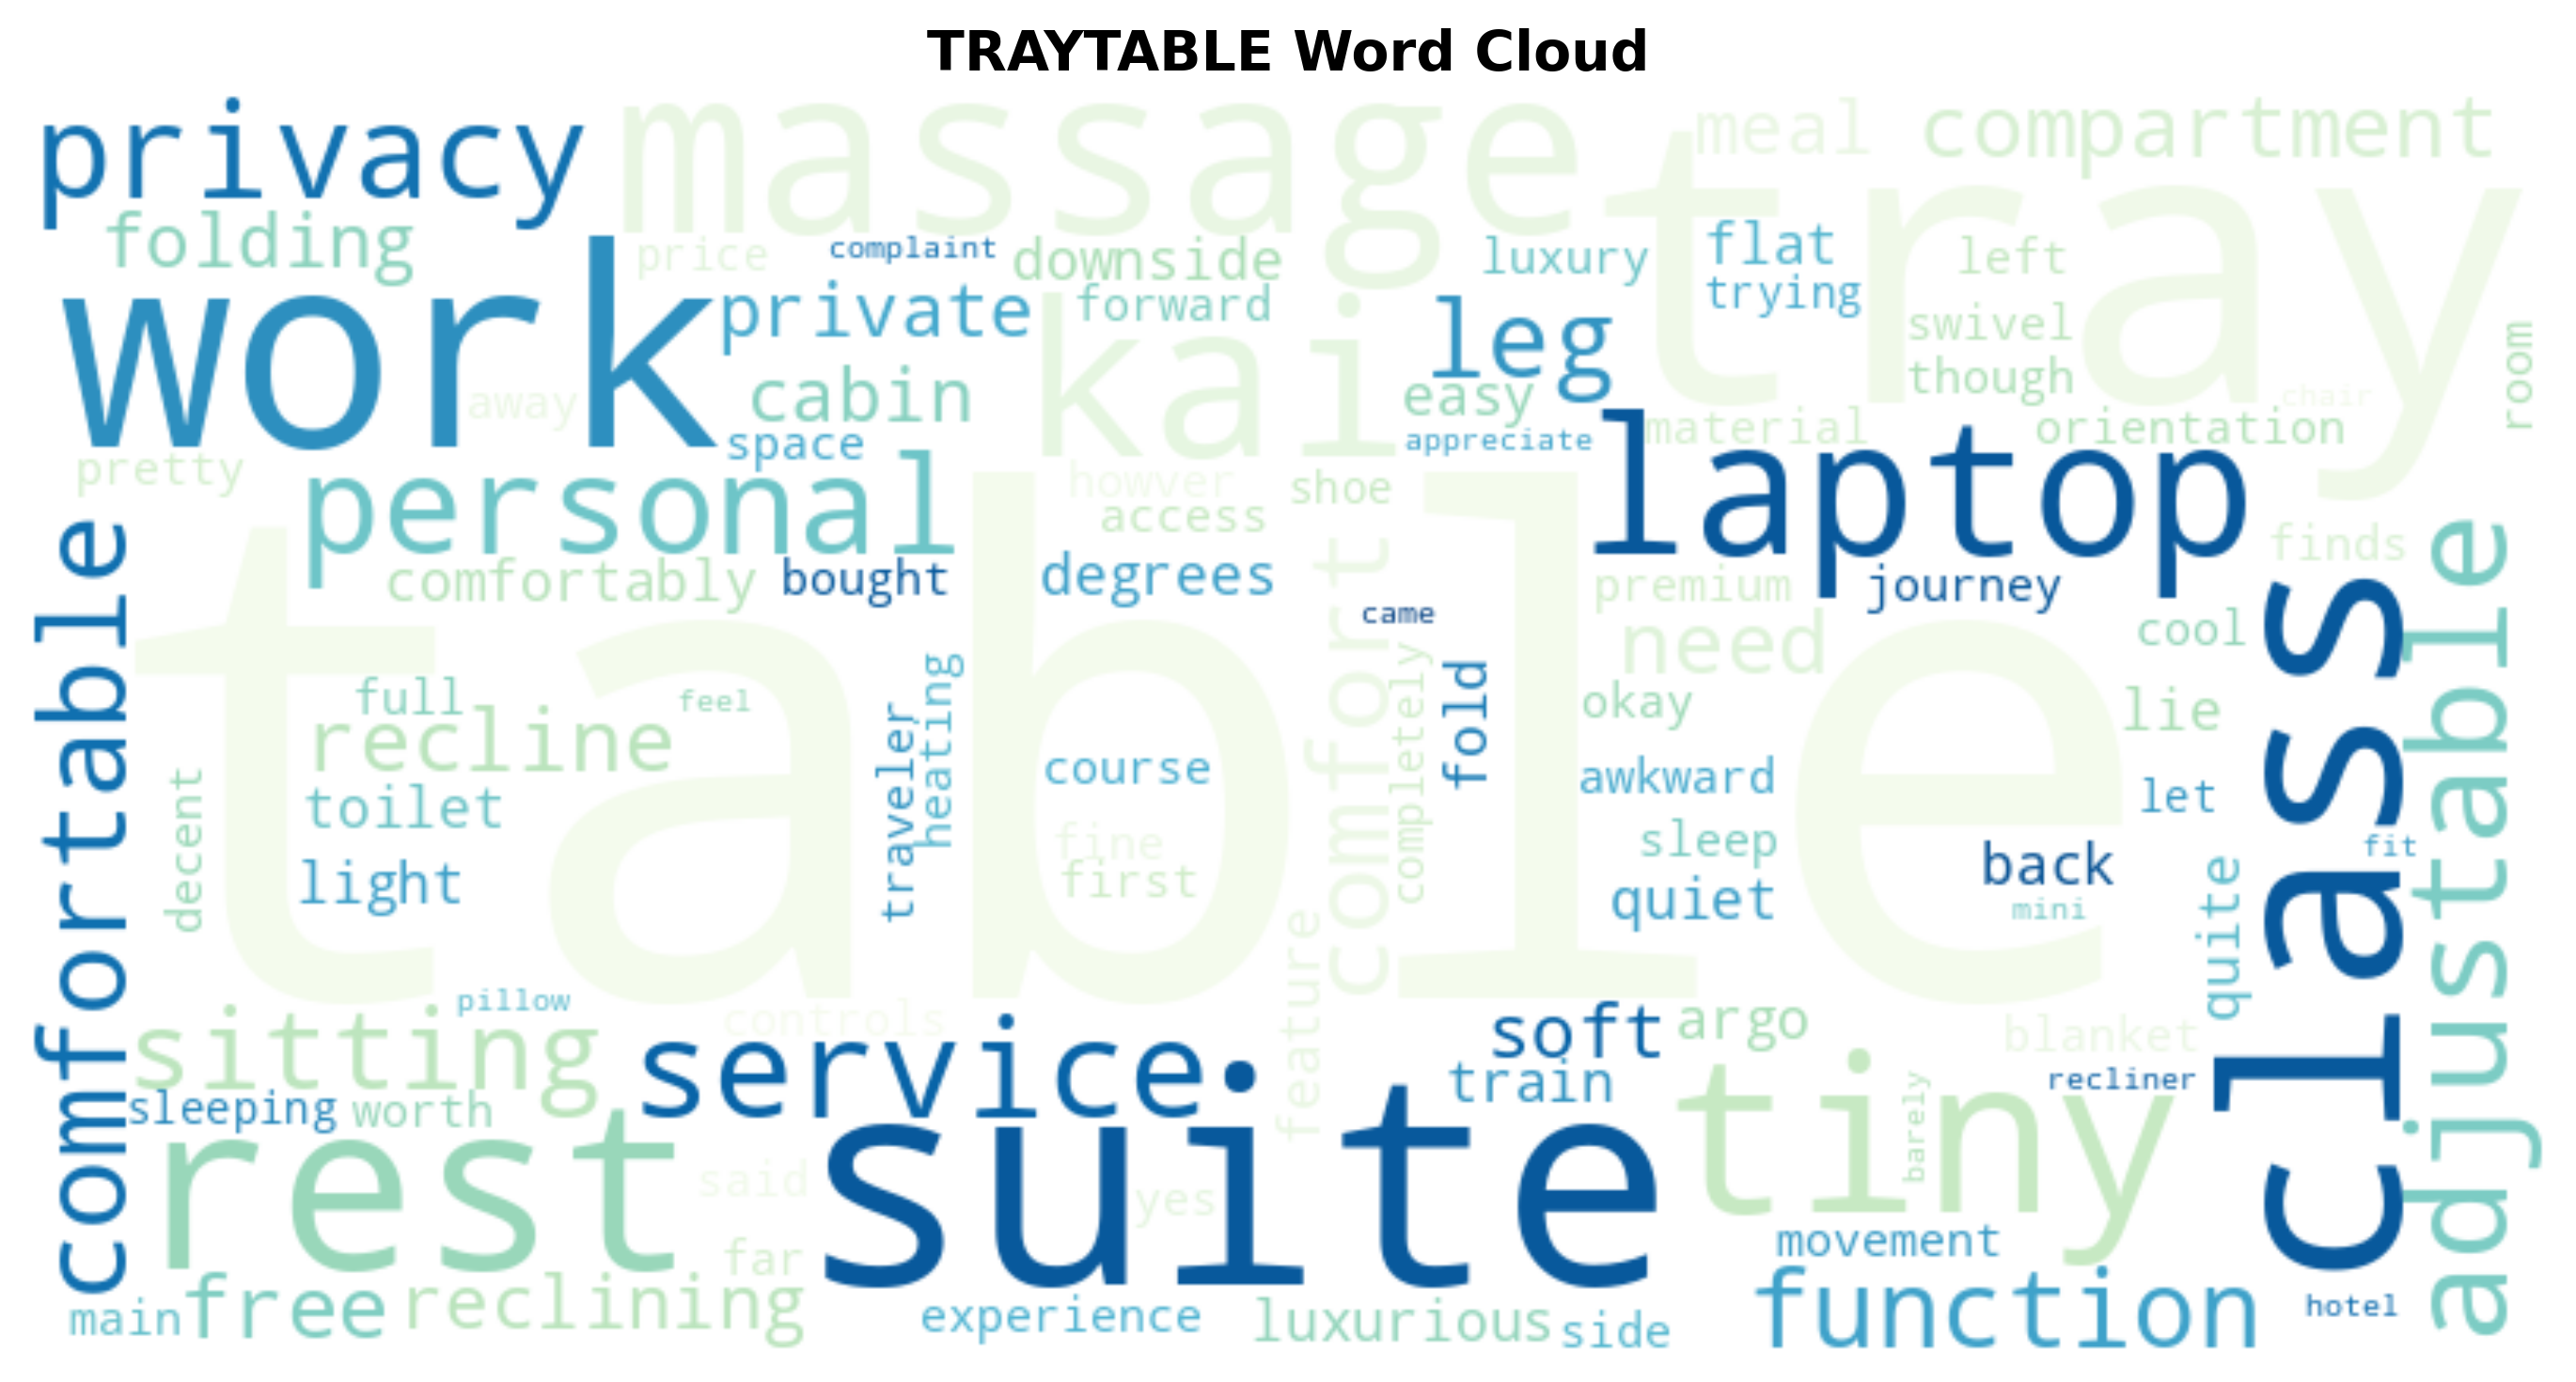 TRAYTABLE Word Cloud
privacy
massage
meal
compartment
tray
folding
price
complaint
downside
luxury
flat
left
trying
work
private
forward
kai
leg
swivel
though
room
away
cabin
easy
chair
space
appreciate
material
orientation
pretty
personal
howver
shoe
access
laptop
finds
comfortable
comfortably
bought
degrees
comfort
came
premium
journey
need
cool
class
adjustable
table
full
feel
recline
heating
traveler
completely
fold
okay
lie
decent
toilet
course
awkward
let
light
fine
first
sleep
quiet
back
mini
fit
quite
feature
pillow
controls
sitting
service
soft
argo
blanket
train
recliner
sleeping
worth
rest
suite
tiny
barely
said
yes
far
movement
main
free
reclining
experience
luxurious
side
function
hotel